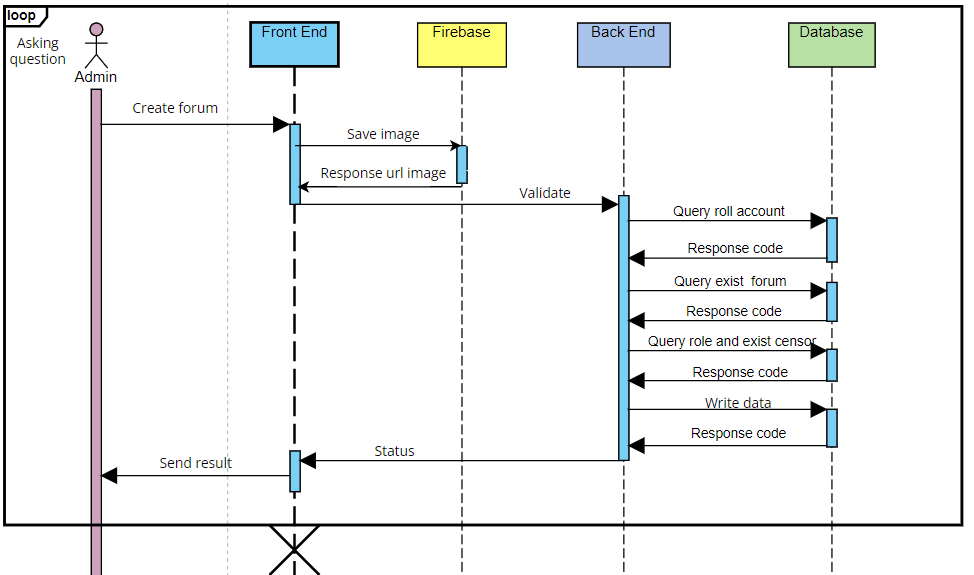 loop
Asking
question
Admin
Front End
Firebase
Back End
Database
Create forum
Save image
Response url image
Validate
Query roll account
Response code
Query exist forum
Response code
Query role and exist censor
Response code
Write data
Response code
Status
Send result